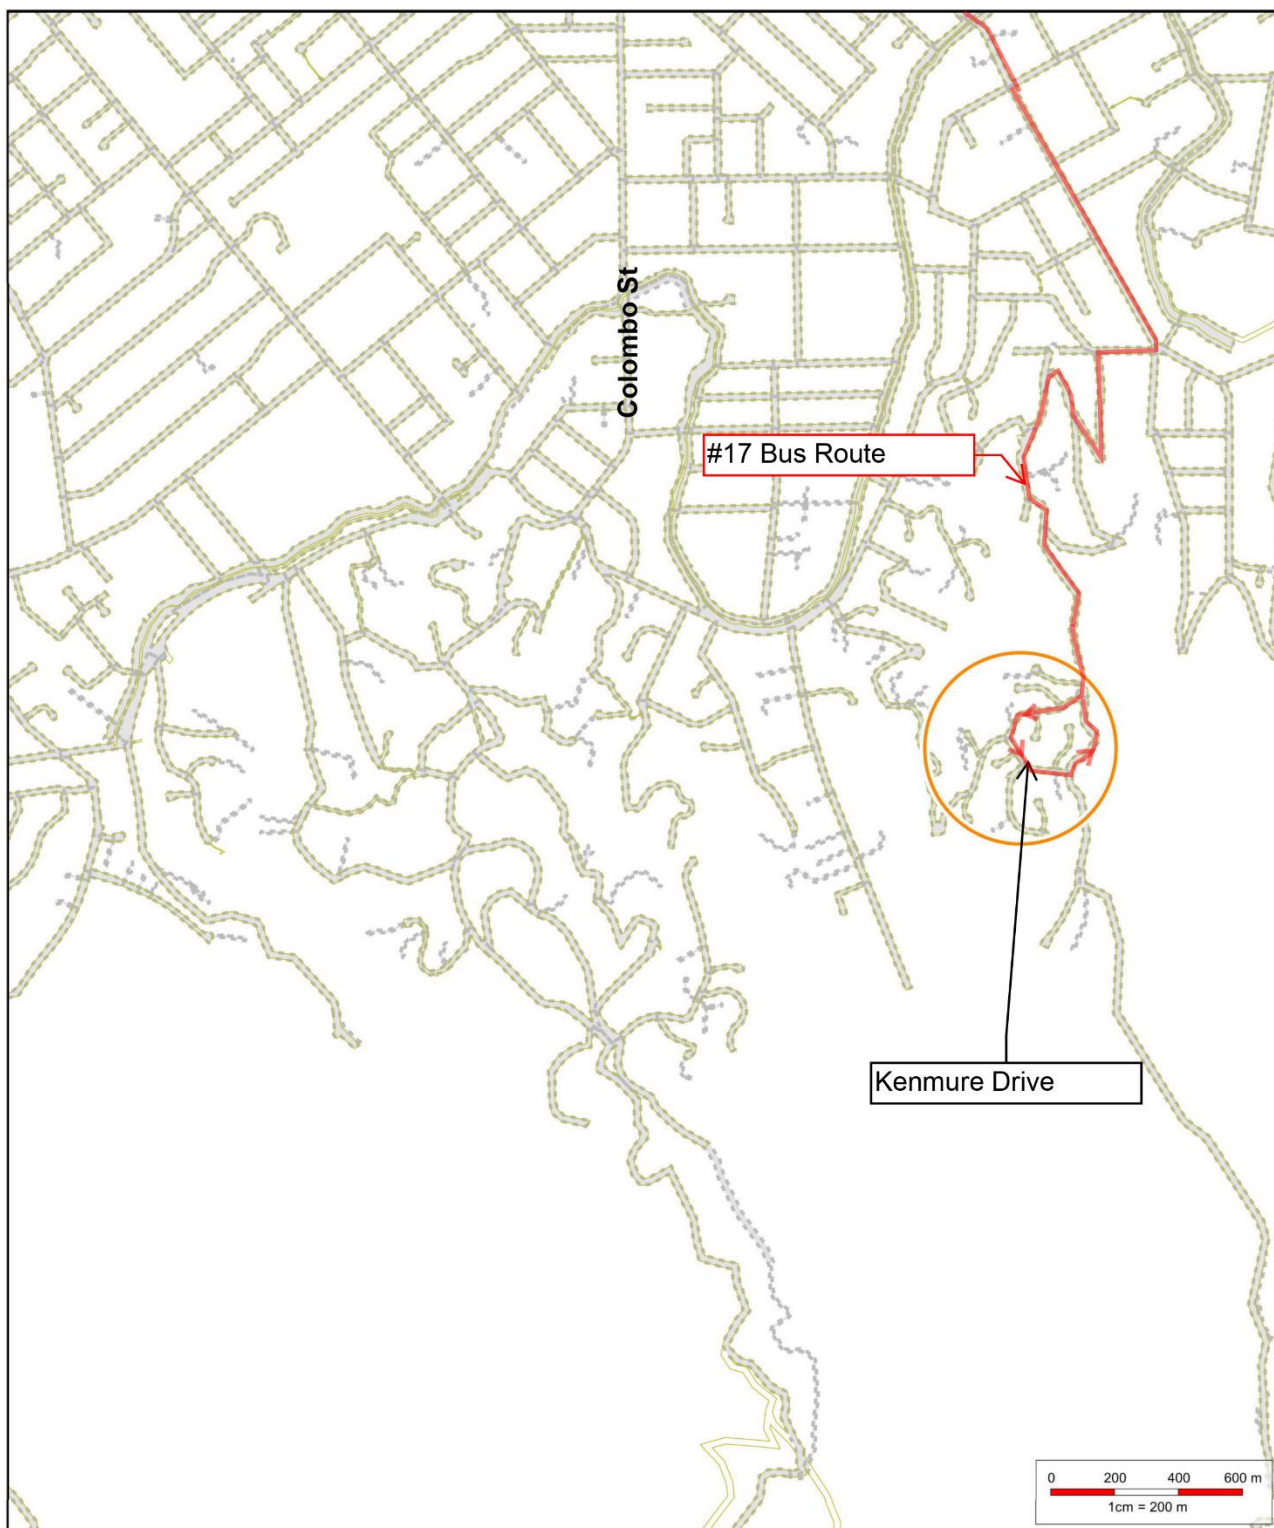 Colombo St
#17 Bus Route
Kenmure Drive
0 200 400 600 m
1cm = 200 m